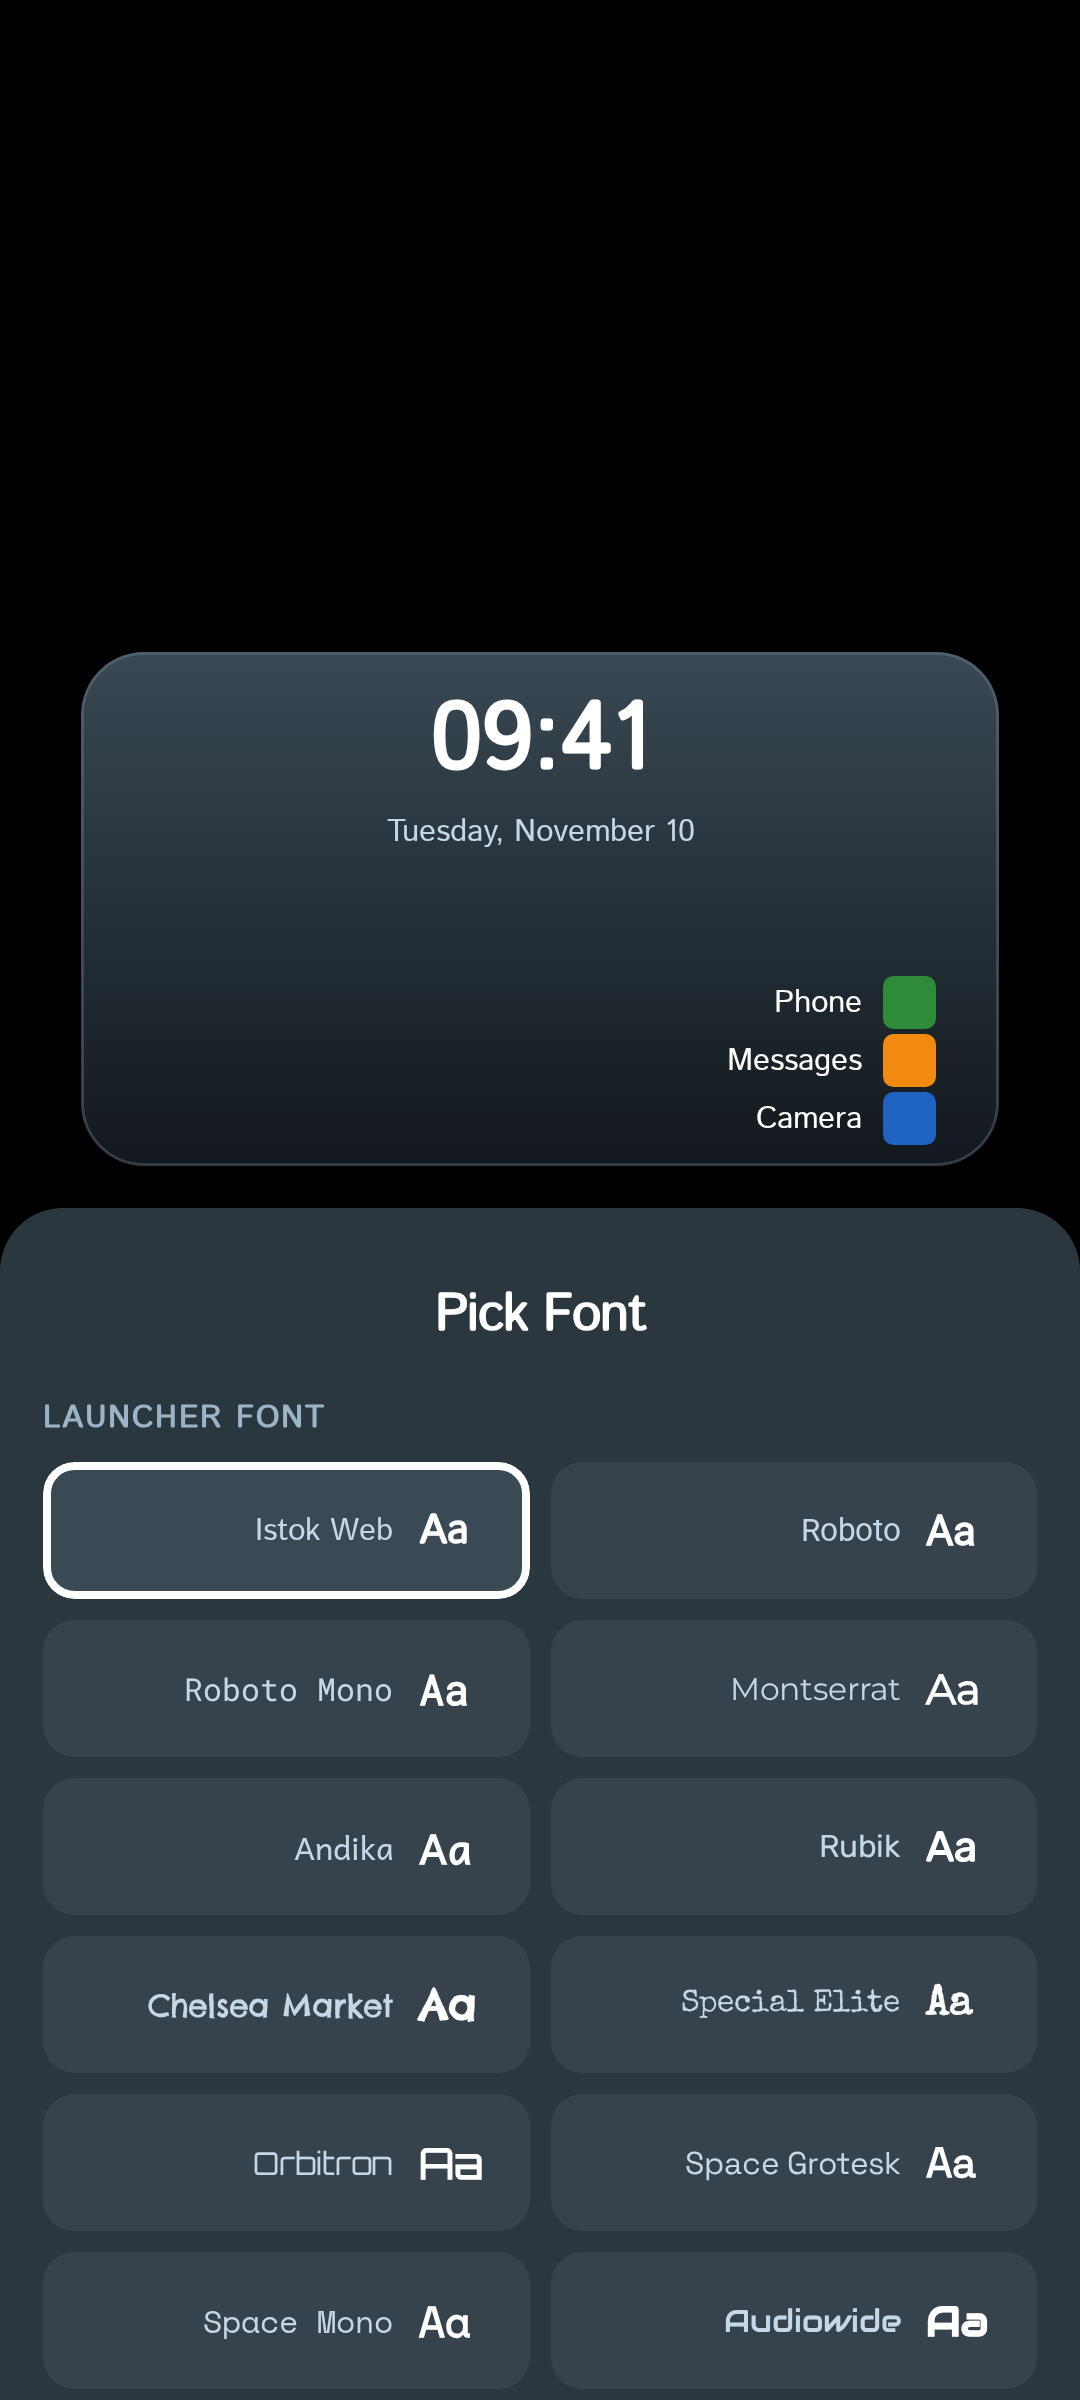 09:41
Tuesday, November 10
Phone
Messages
Camera
Pick Font
LAUNCHER FONT
Istok Web Aa
Roboto Aa
Roboto Mono Aa
Montserrat Aa
Andika Aa
Rubik Aa
Chelsea Market Aa
Special Elite Aa
Orbitron Aa
Space Grotesk Aa
Space Mono Aa
Audiowide Aa